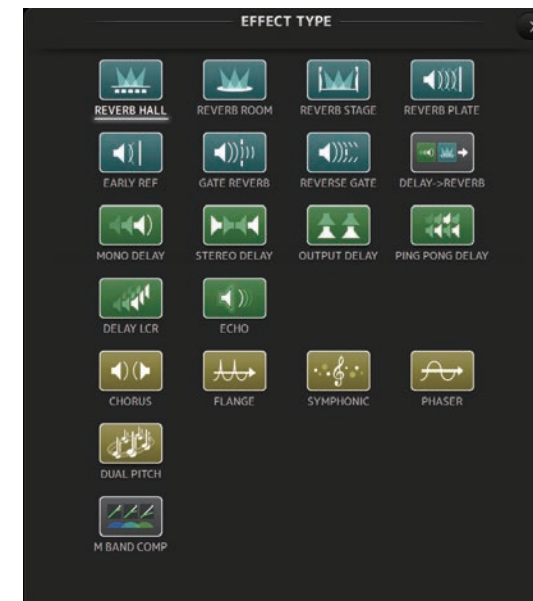 EFFECT TYPE
REVERB HALL
REVERB ROOM
REVERB STAGE
REVERB PLATE
EARLY REF
GATE REVERB
REVERSE GATE
DELAY->REVERB
MONO DELAY
STEREO DELAY
OUTPUT DELAY
PING PONG DELAY
DELAY LCR
ECHO
CHORUS
FLANGE
SYMPHONIC
PHASER
DUAL PITCH
M BAND COMP